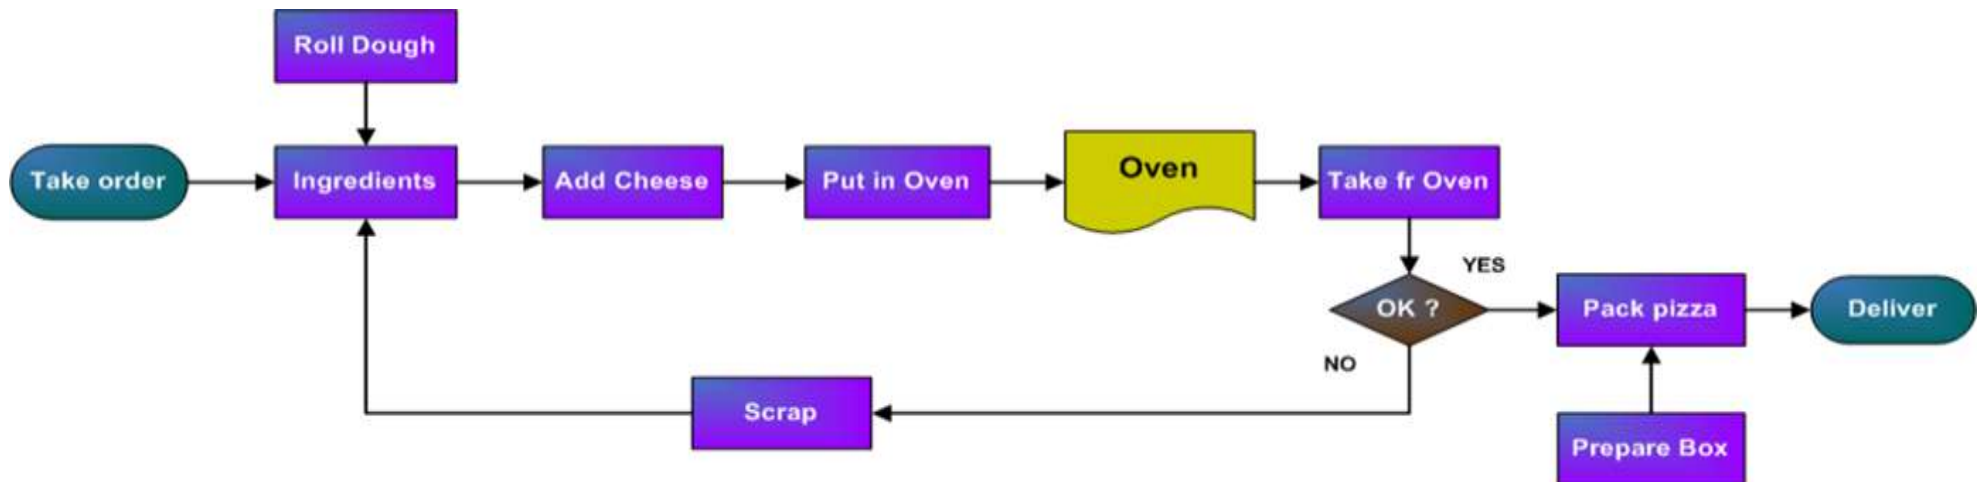 Roll Dough
Take order
Ingredients
Add Cheese
Put in Oven
Oven
Take fr Oven
YES
OK ?
Pack pizza
Deliver
NO
Scrap
Prepare Box